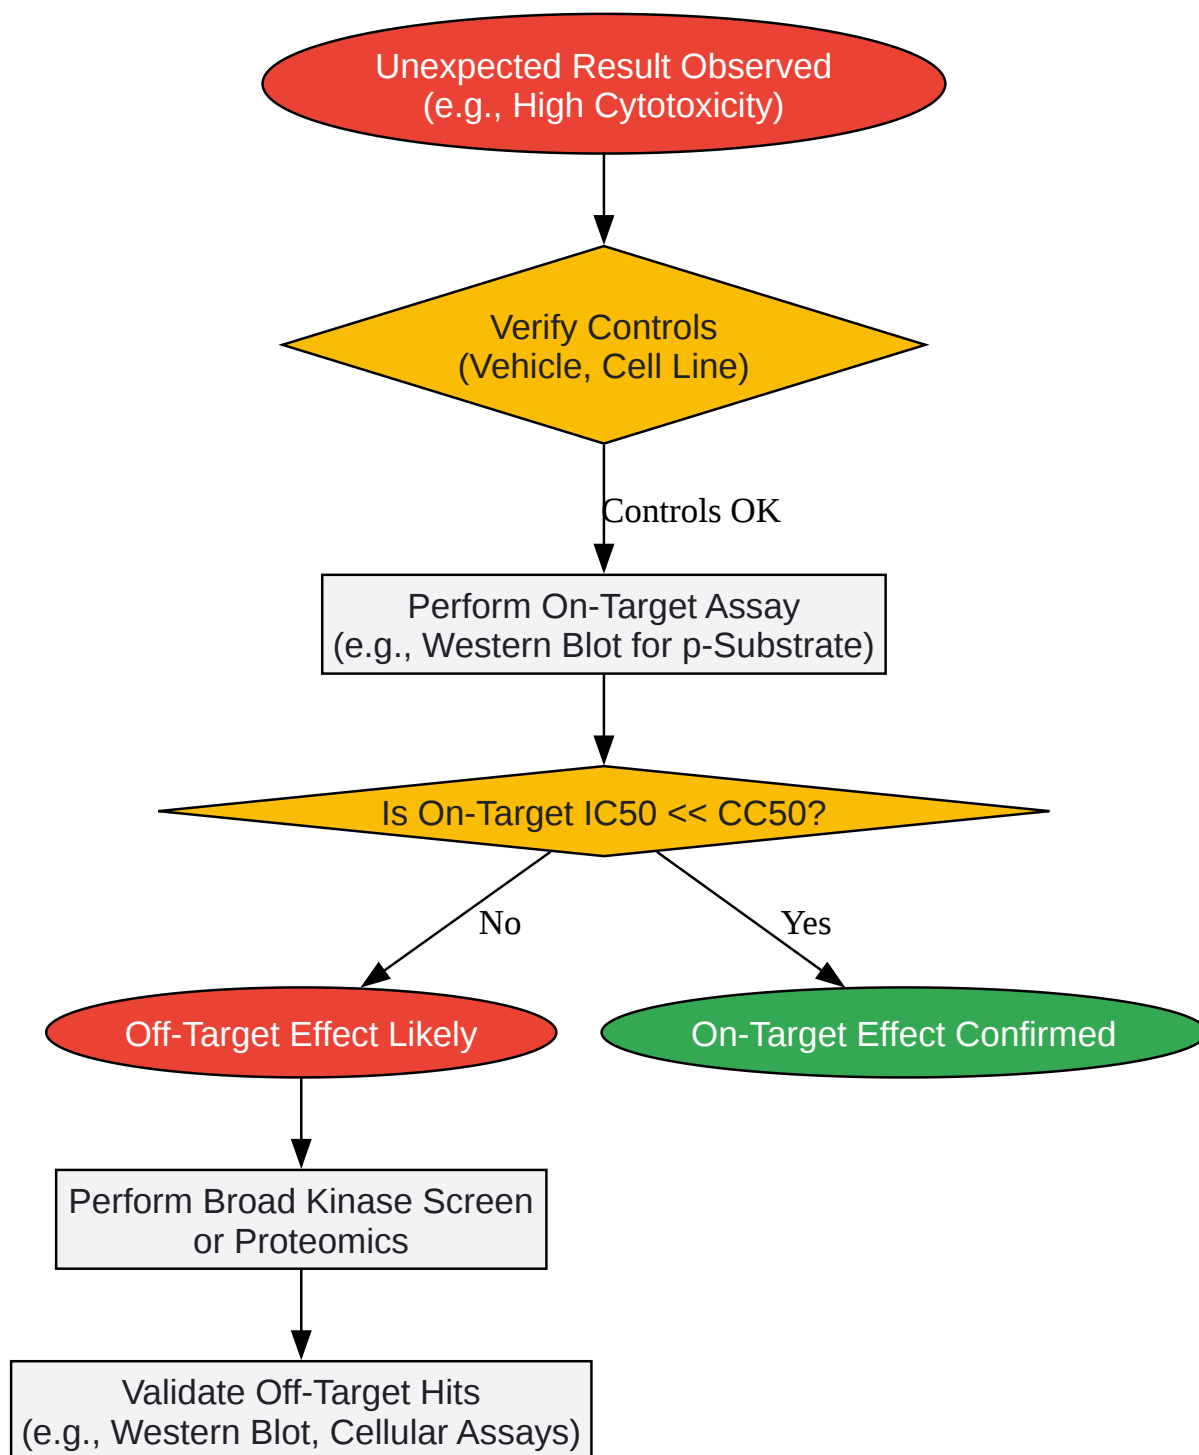 Unexpected Result Observed
(e.g., High Cytotoxicity)
Verify Controls
(Vehicle, Cell Line)
Controls OK
Perform On-Target Assay
(e.g., Western Blot for p-Substrate)
Is On-Target IC50 << CC50?
No
Yes
Off-Target Effect Likely
On-Target Effect Confirmed
Perform Broad Kinase Screen
or Proteomics
Validate Off-Target Hits
(e.g., Western Blot, Cellular Assays)